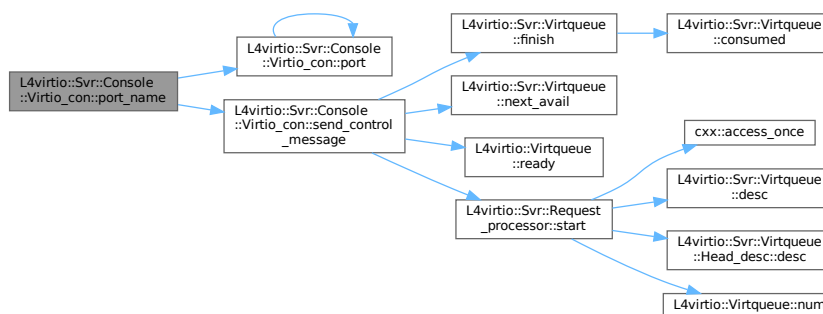 L4virtio::Svr::Console
::Virtio_con::port_name
L4virtio::Svr::Console
::Virtio_con::port
L4virtio::Svr::Console
::Virtio_con::send_control
_message
L4virtio::Svr::Virtqueue
::finish
L4virtio::Svr::Virtqueue
::next_avail
L4virtio::Virtqueue
::ready
L4virtio::Svr::Request
_processor::start
L4virtio::Svr::Virtqueue
::consumed
cxx::access_once
L4virtio::Svr::Virtqueue
::desc
L4virtio::Svr::Virtqueue
::Head_desc::desc
L4virtio::Virtqueue::num